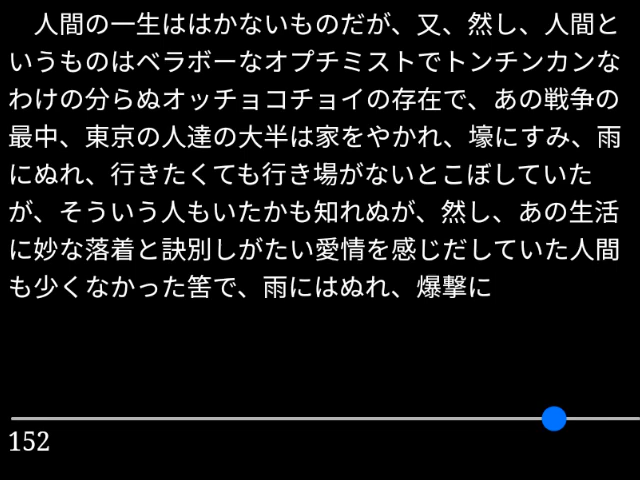 人間の一生ははかないものだが、又、然し、人間と
いうものはベラボーなオプチミストでトンチンカンな
わけの分らぬオッチョコチョイの存在で、あの戦争の
最中、東京の人達の大半は家をやかれ、壕にすみ、雨
にぬれ、行きたくても行き場がないとこぼしていた
が、そういう人もいたかも知れぬが、然し、あの生活
に妙な落着と訣別しがたい愛情を感じだしていた人間
も少くなかった筈で、雨にはぬれ、爆撃に
152